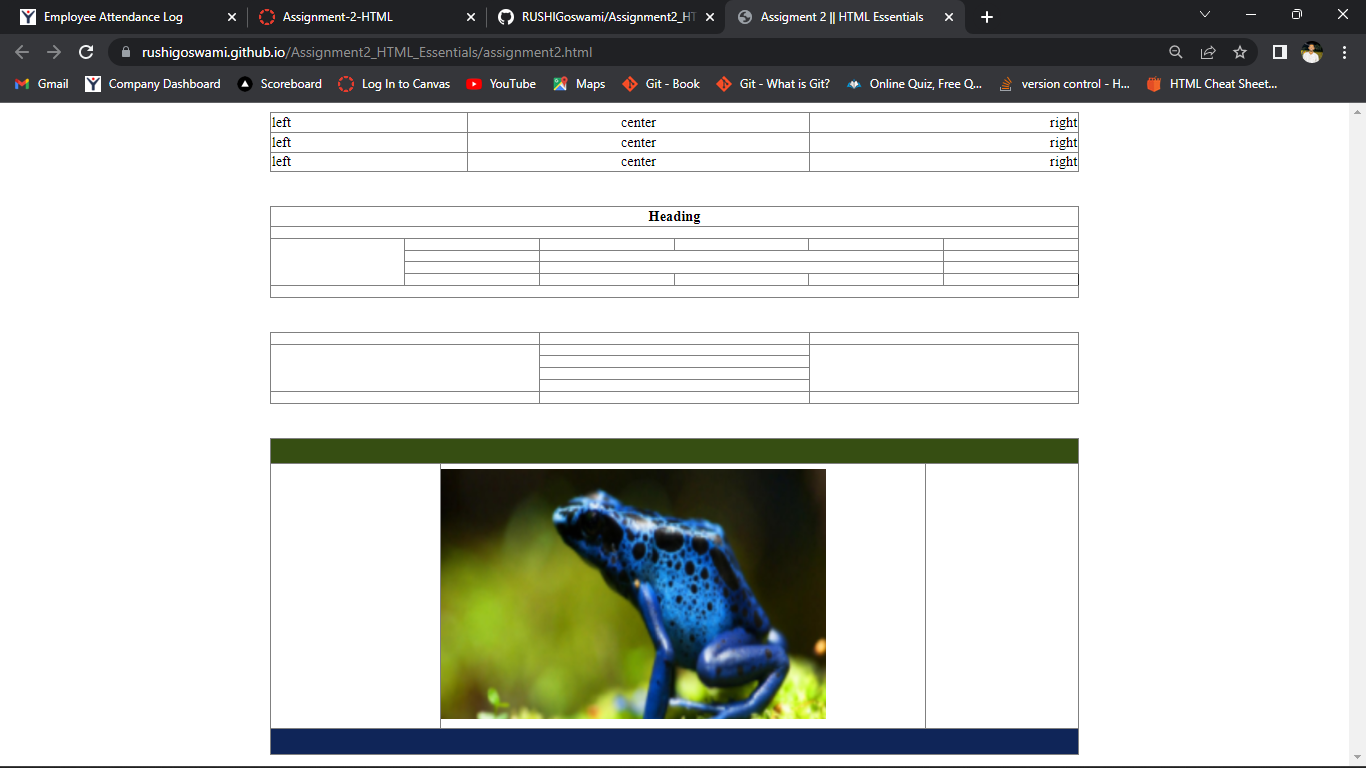 Employee Attendance Log
Assignment-2-HTML
RUSHIGoswami/Assignment2_HT
Assigment 2 || HTML Essentials
rushigoswami.github.io/Assignment2_HTML_Essentials/assignment2.html
Gmail
Company Dashboard
Scoreboard
Log In to Canvas
YouTube
Maps
Git - Book
Git - What is Git?
Online Quiz, Free Q...
version control - H...
HTML Cheat Sheet...
left center right
left center right
left center right
Heading